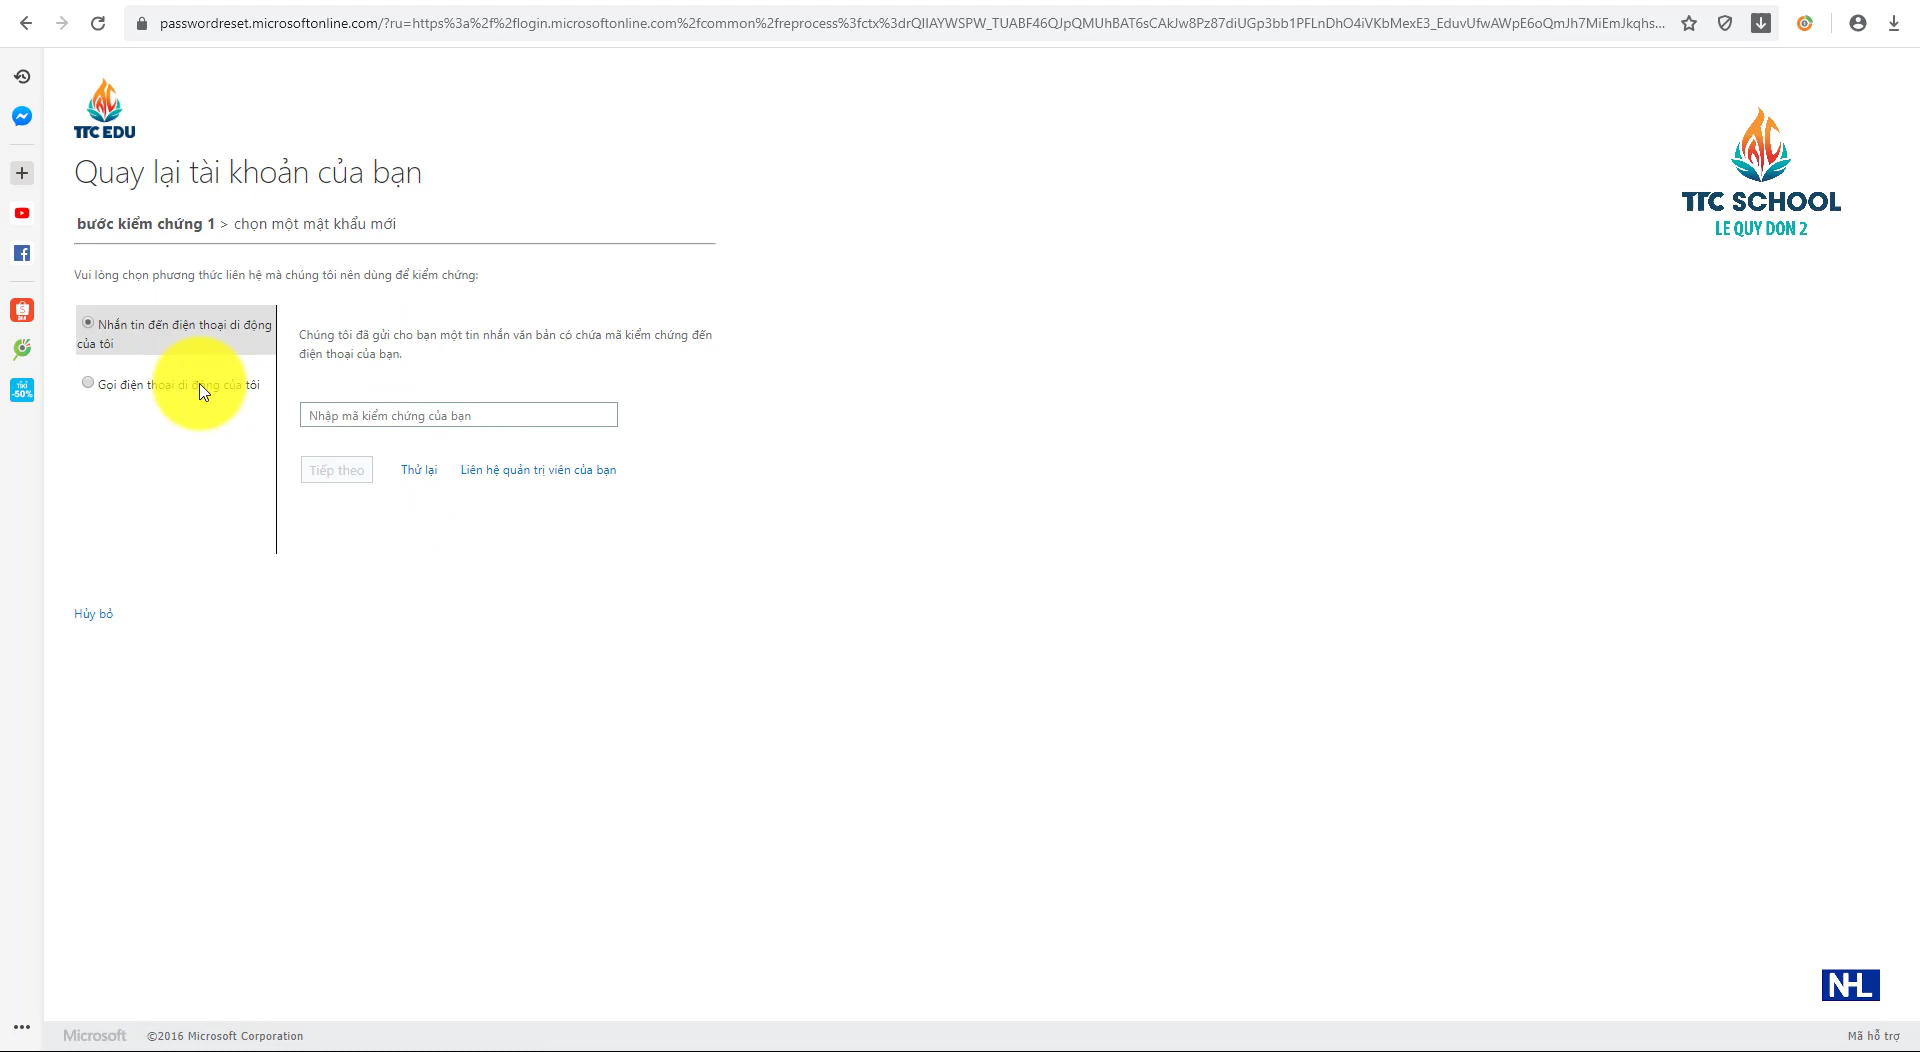 passwordreset.microsoftonline.com/?ru=https%3a%2f%2flogin.microsoftonline.com%2fcommon%2freprocess%3fctx%3drQIIAYWSPW_TUABF46QJpQMUhBAT6sCAkJw8Pz87diUGp3bb1PFLnDhO4iVKbMexE3_EduvUfwAWpE6oQmJh7MiEmJkqhs...
TTC EDU
Quay lại tài khoản của bạn
bước kiểm chứng 1 > chọn một mật khẩu mới
Vui lòng chọn phương thức liên hệ mà chúng tôi nên dùng để kiểm chứng:
Nhắn tin đến điện thoại di động
của tôi
Gọi điện thoại di động của tôi
Chúng tôi đã gửi cho bạn một tin nhắn văn bản có chứa mã kiểm chứng đến
điện thoại của bạn.
Nhập mã kiểm chứng của bạn
Tiếp theo
Thử lại
Liên hệ quản trị viên của bạn
Hủy bỏ
TTC SCHOOL
LE QUY DON 2
-50%
NHL
Microsoft
©2016 Microsoft Corporation
Mã hỗ trợ